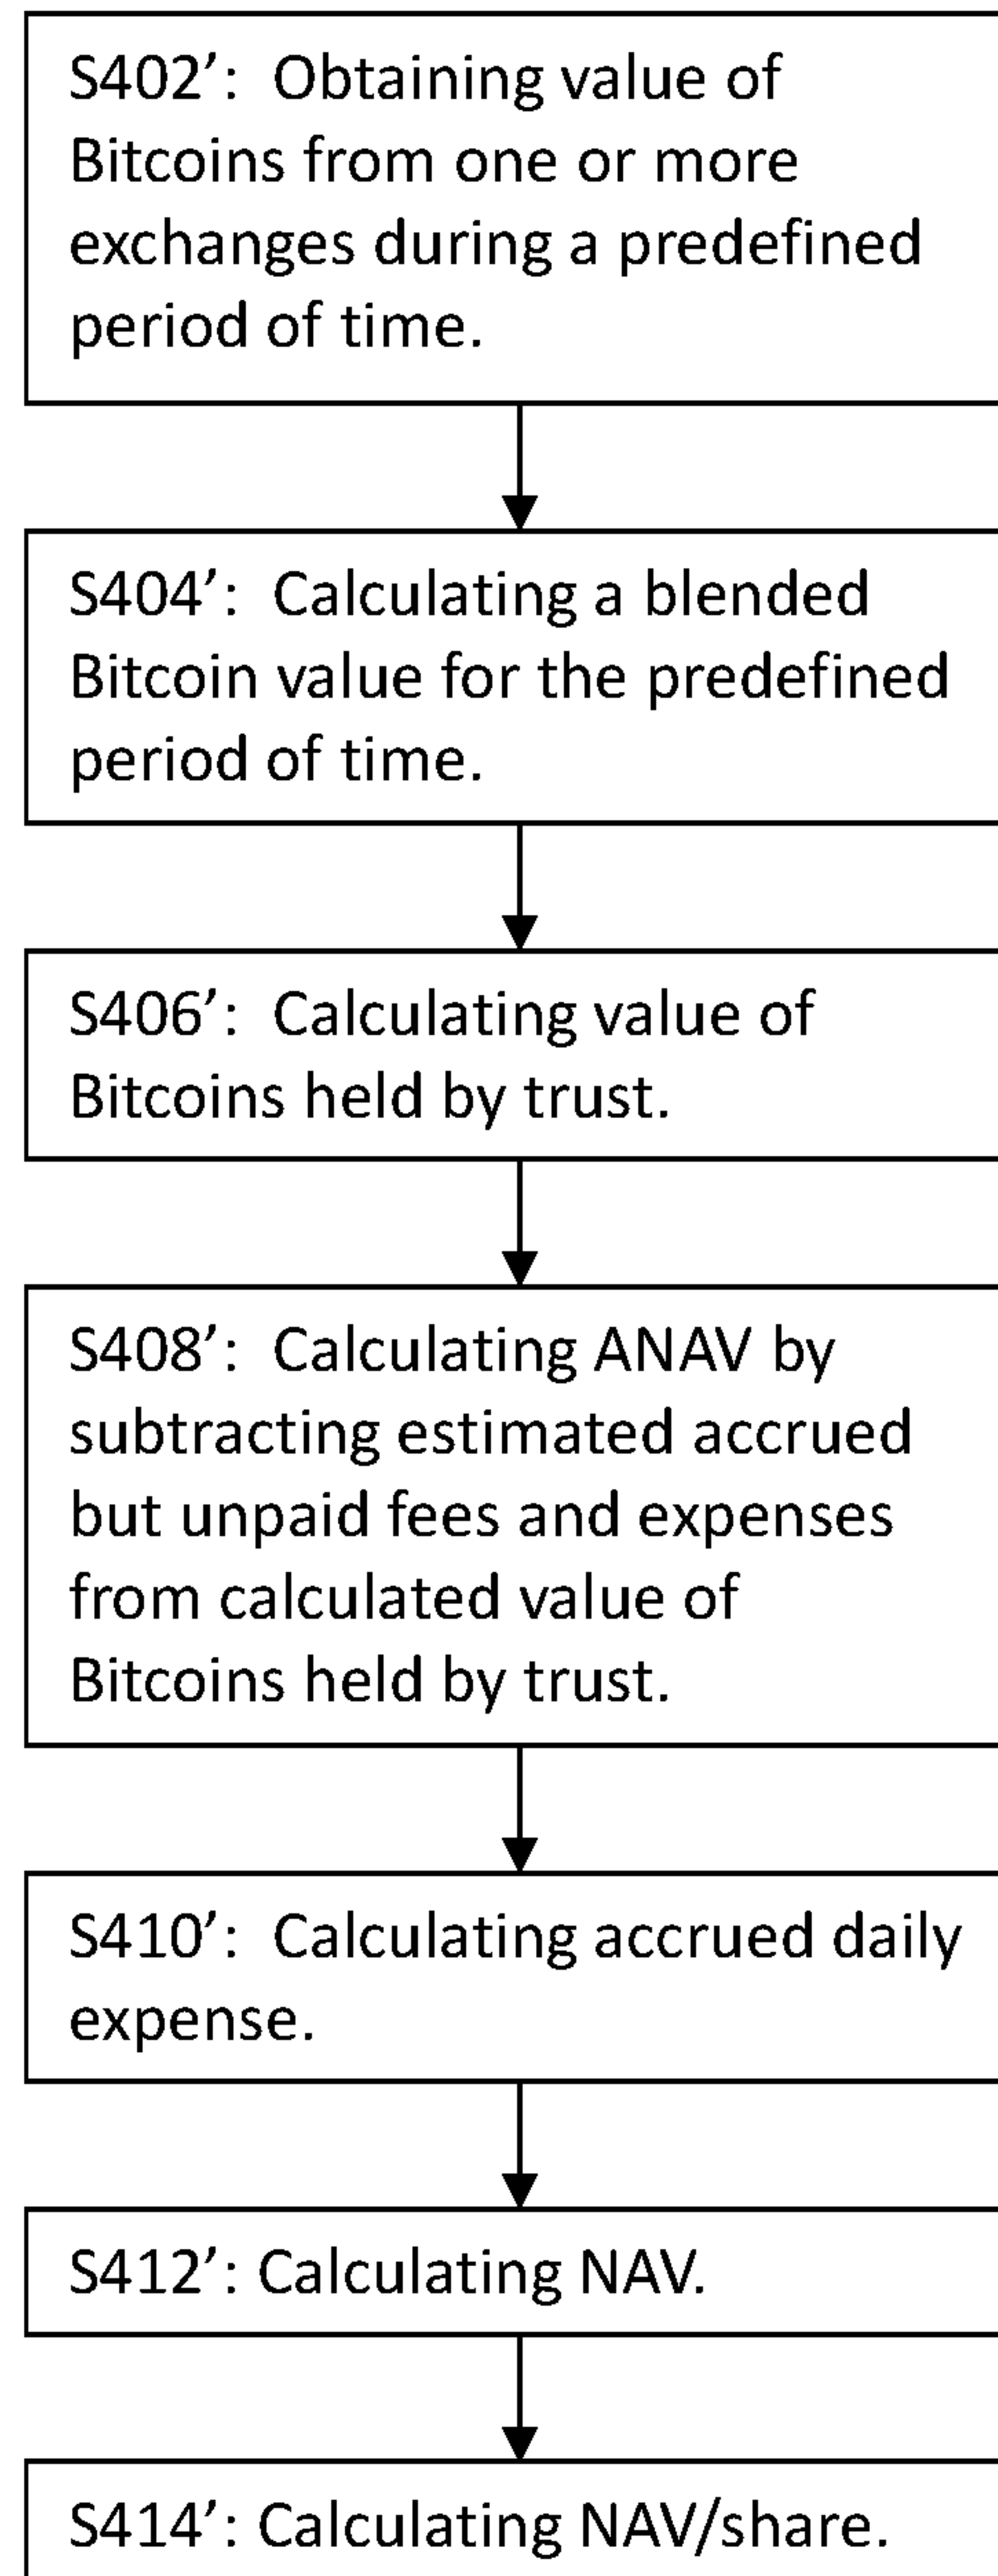 S402’:  Obtaining value of
Bitcoins from one or more
exchanges during a predefined
period of time.
S404’:  Calculating a blended
Bitcoin value for the predefined
period of time.
S406’:  Calculating value of
Bitcoins held by trust.
S408’:  Calculating ANAV by
subtracting estimated accrued
but unpaid fees and expenses
from calculated value of
Bitcoins held by trust.
S410’:  Calculating accrued daily
expense.
S412’: Calculating NAV.
S414’: Calculating NAV/share.